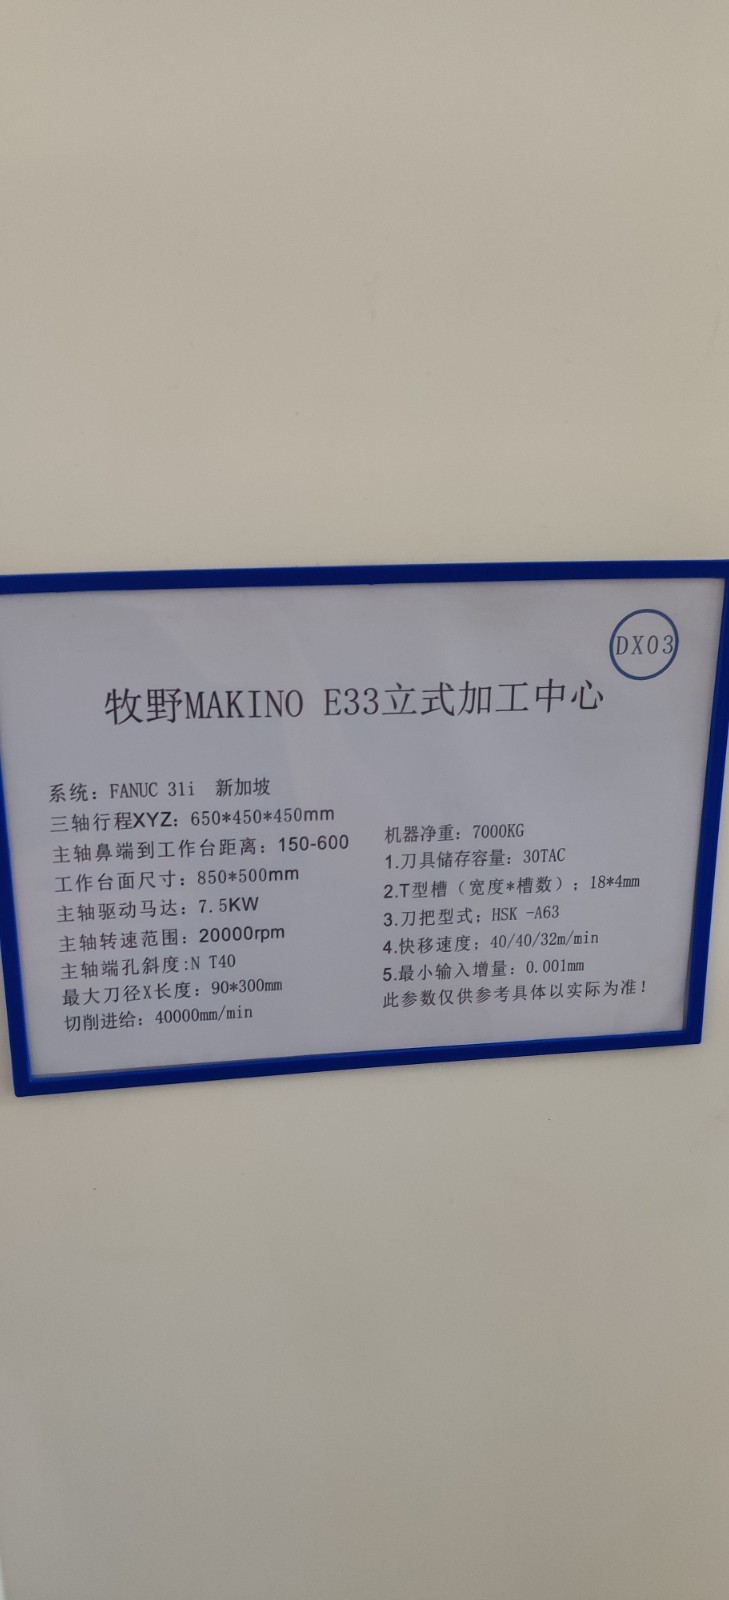 DX03
牧野MAKINO E33立式加工中心
系统：FANUC 31i 新加坡
三轴行程XYZ：650*450*450mm
主轴鼻端到工作台距离：150-600
工作台面尺寸：850*500mm
主轴驱动马达：7.5KW
主轴转速范围：20000rpm
主轴端孔斜度:N T40
最大刀径X长度：90*300mm
切削进给：40000mm/min
机器净重：7000KG
1.刀具储存容量：30TAC
2.T型槽（宽度*槽数）；18*4mm
3.刀把型式；HSK -A63
4.快移速度；40/40/32m/min
5.最小输入增量：0.001mm
此参数仅供参考具体以实际为准！